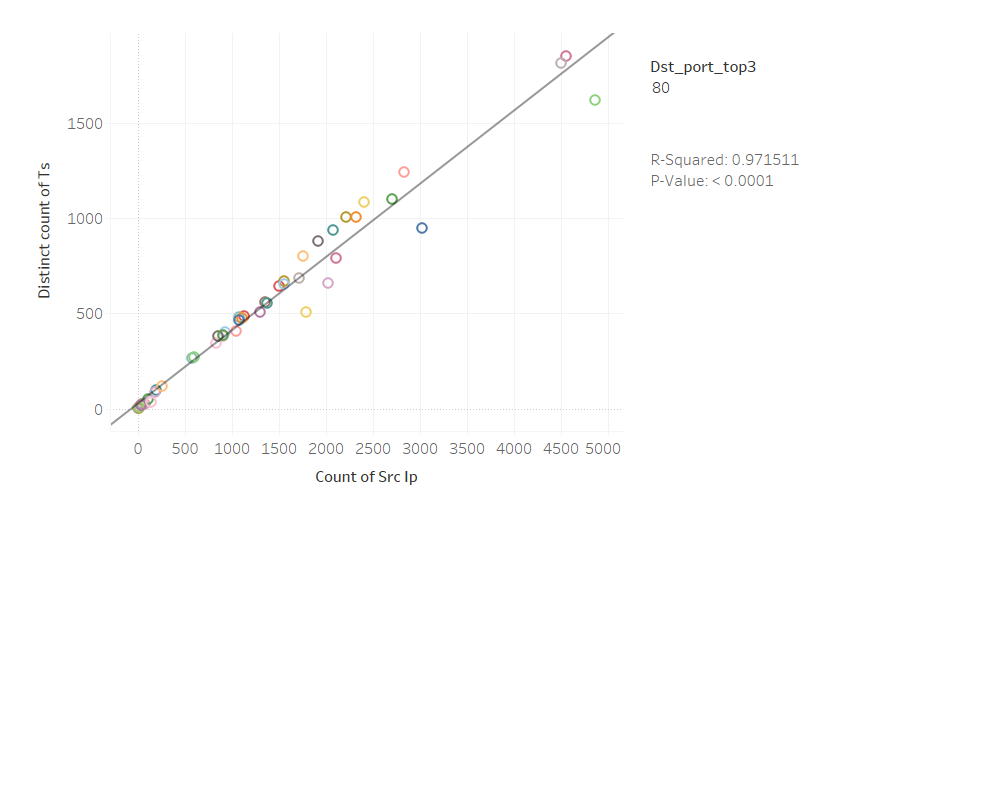 Dst_port_top3
80
R-Squared: 0.971511
P-Value: < 0.0001
Distinct count of Ts
1500
1000
500
0
0 500 1000 1500 2000 2500 3000 3500 4000 4500 5000
Count of Src Ip